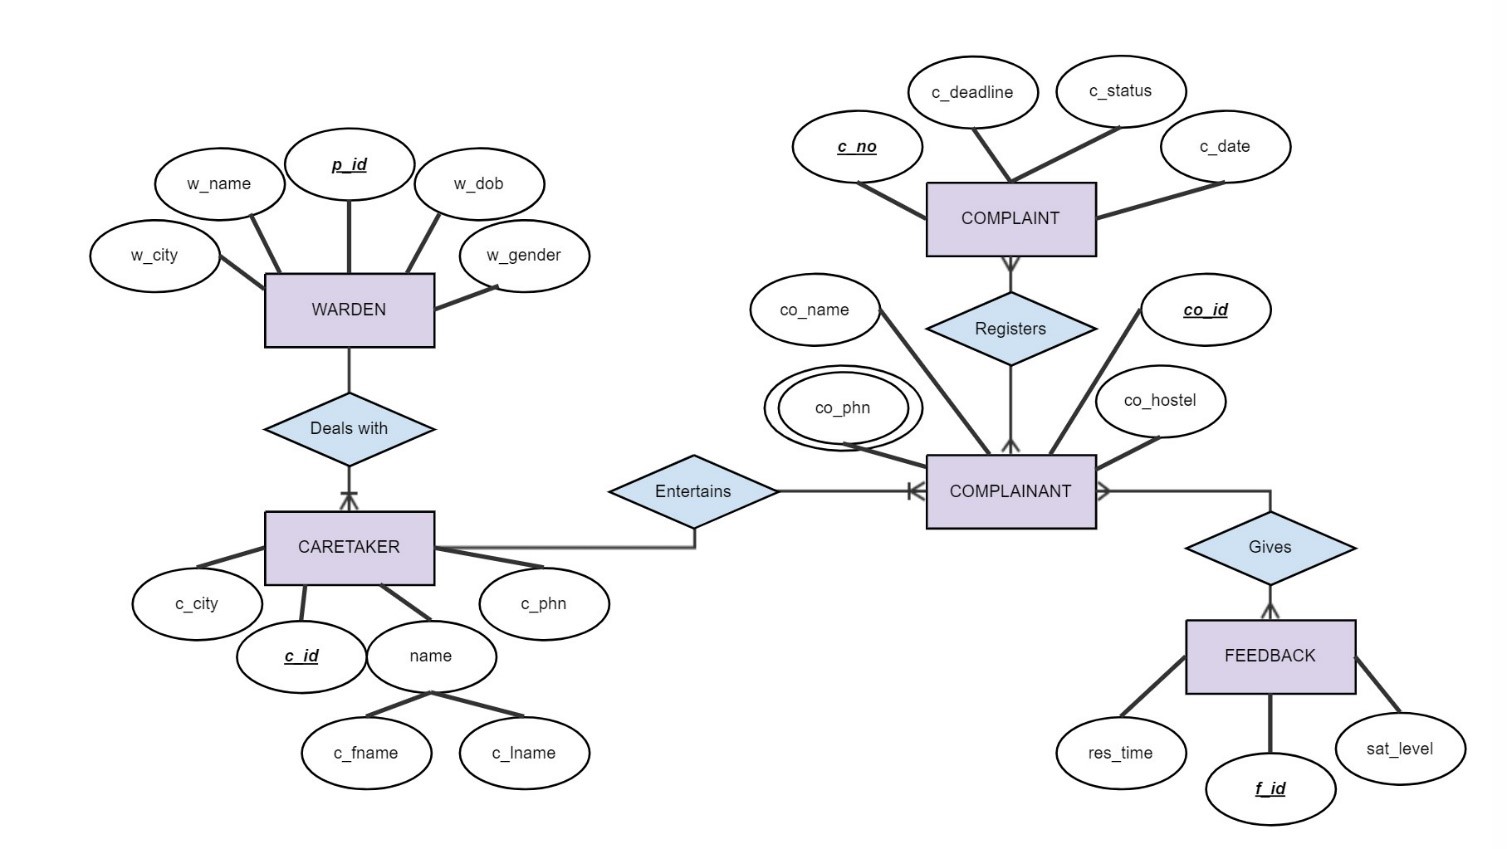 c_deadline
c_status
c_no
c_date
p_id
w_name
w_dob
w_city
w_gender
COMPLAINT
WARDEN
co_name
Registers
co_id
co_phn
co_hostel
Deals with
Entertains
COMPLAINANT
CARETAKER
Gives
c_city
c_phn
c_id
name
FEEDBACK
c_fname
c_lname
res_time
sat_level
f_id